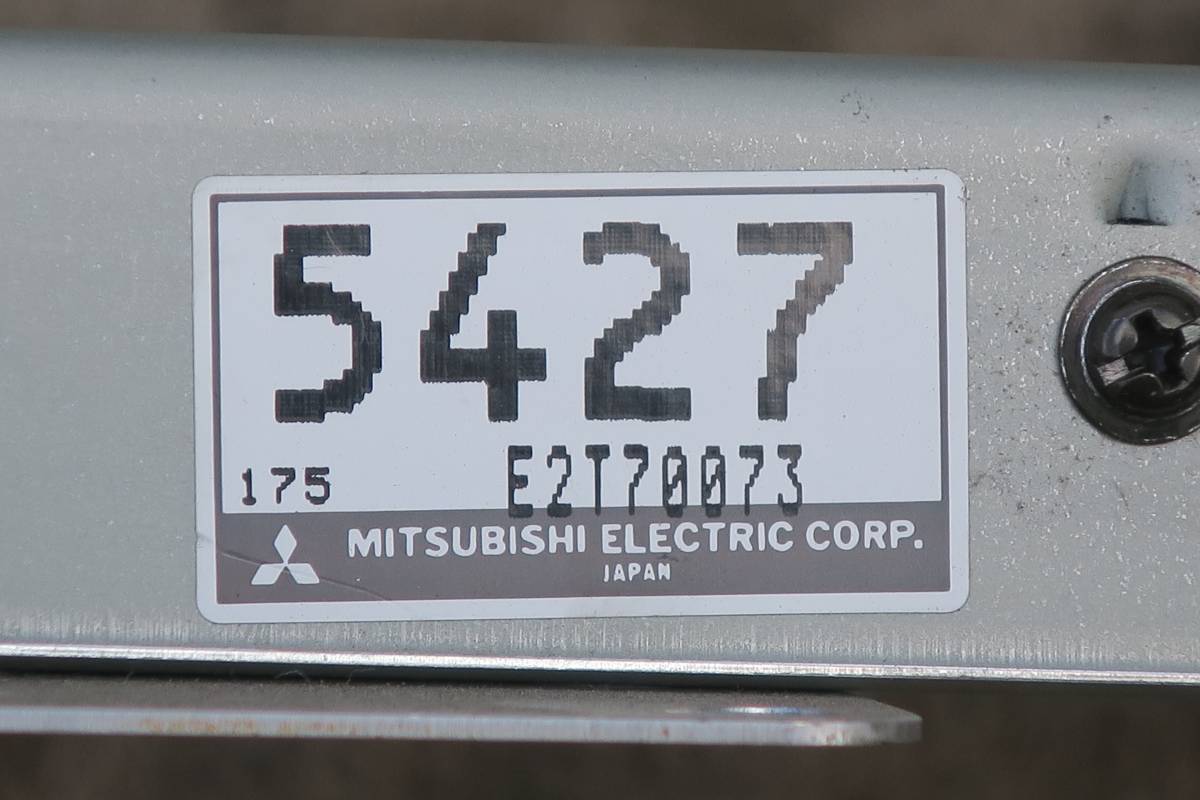 5427
175 E2T70073
MITSUBISHI ELECTRIC CORP.
JAPAN